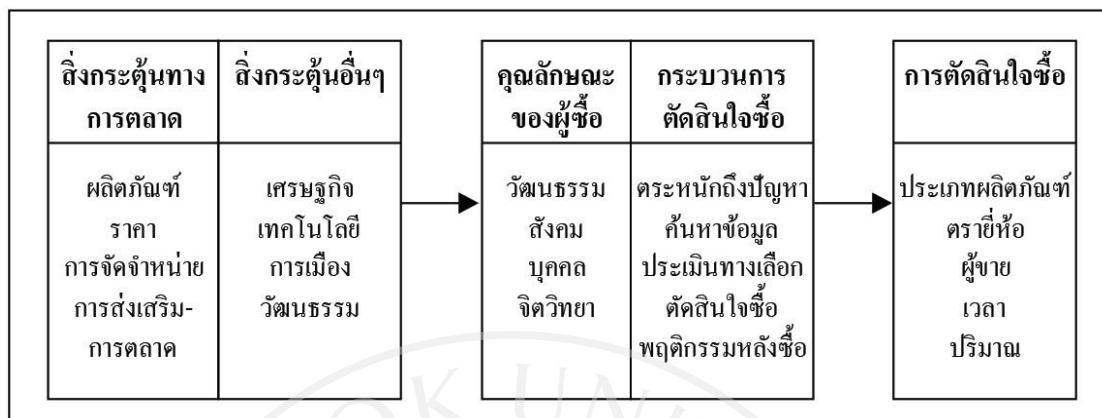 สิ่งกระตุ้นทาง
การตลาด
สิ่งกระตุ้นอื่นๆ
ผลิตภัณฑ์
ราคา
การจัดจำหน่าย
การส่งเสริม-
การตลาด
เศรษฐกิจ
เทคโนโลยี
การเมือง
วัฒนธรรม
คุณลักษณะ
ของผู้ซื้อ
กระบวนการ
ตัดสินใจซื้อ
วัฒนธรรม
สังคม
บุคคล
จิตวิทยา
ตระหนักถึงปัญหา
ค้นหาข้อมูล
ประเมินทางเลือก
ตัดสินใจซื้อ
พฤติกรรมหลังซื้อ
การตัดสินใจซื้อ
ประเภทผลิตภัณฑ์
ตรายี่ห้อ
ผู้ขาย
เวลา
ปริมาณ